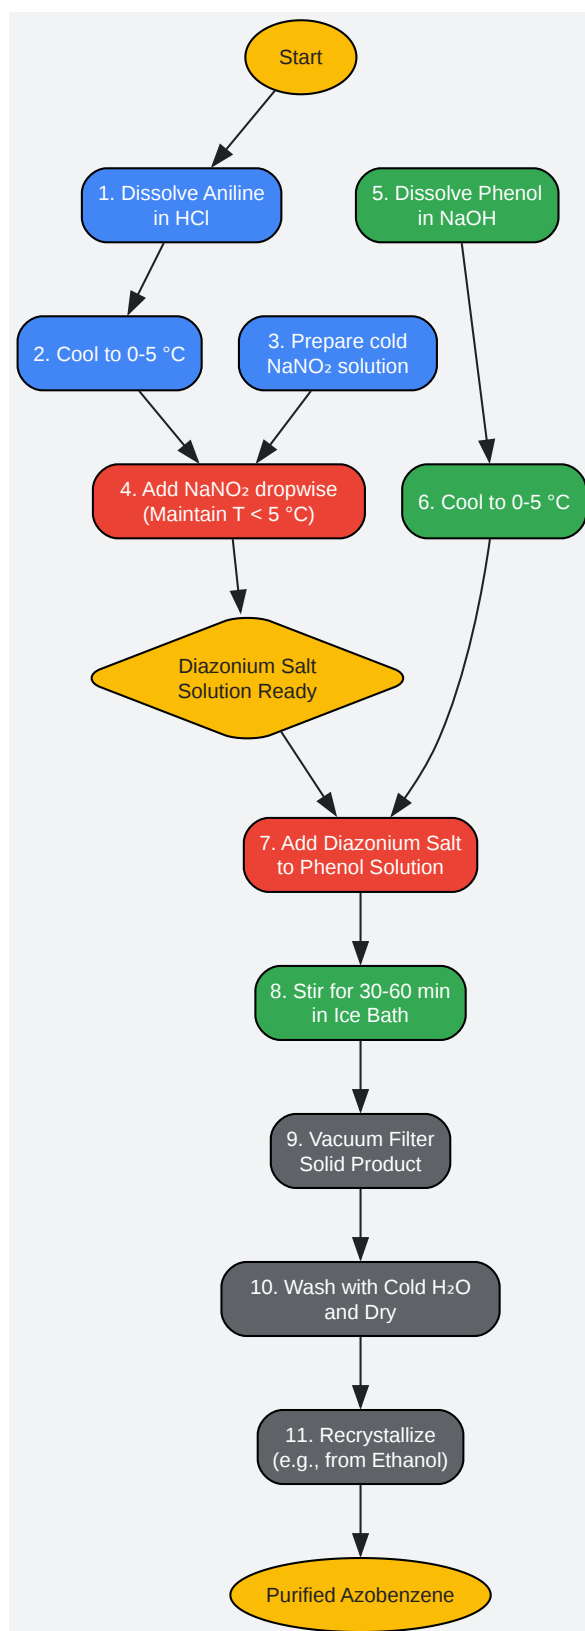 Start
1. Dissolve Aniline
in HCl
5. Dissolve Phenol
in NaOH
2. Cool to 0-5 °C
3. Prepare cold
NaNO₂ solution
4. Add NaNO₂ dropwise
(Maintain T < 5 °C)
6. Cool to 0-5 °C
Diazonium Salt
Solution Ready
7. Add Diazonium Salt
to Phenol Solution
8. Stir for 30-60 min
in Ice Bath
9. Vacuum Filter
Solid Product
10. Wash with Cold H₂O
and Dry
11. Recrystallize
(e.g., from Ethanol)
Purified Azobenzene